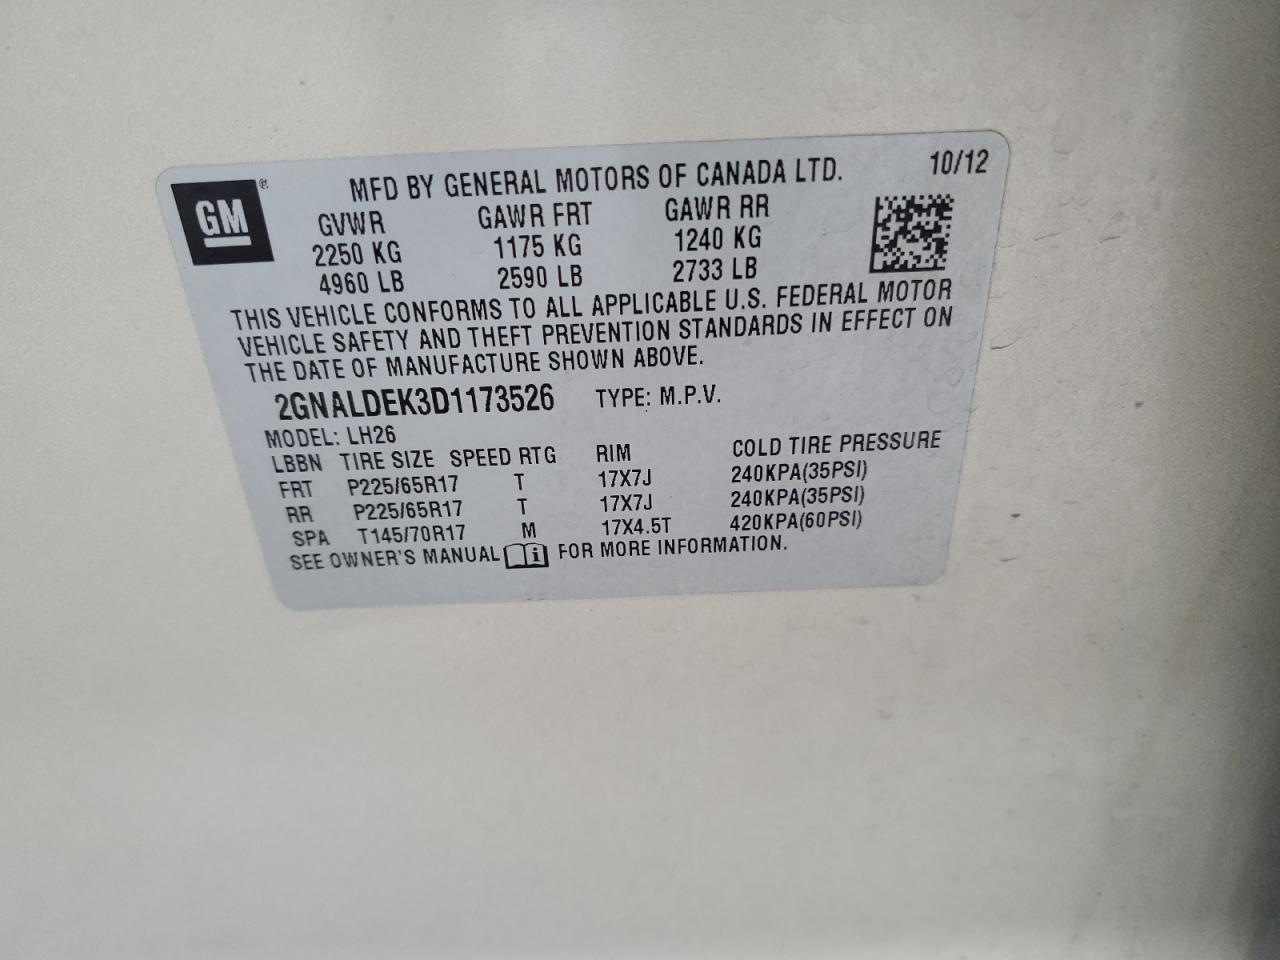 GM ®
MFD BY GENERAL MOTORS OF CANADA LTD. 10/12
GVWR GAWR FRT GAWR RR
2250 KG 1175 KG 1240 KG
4960 LB 2590 LB 2733 LB
THIS VEHICLE CONFORMS TO ALL APPLICABLE U.S. FEDERAL MOTOR
VEHICLE SAFETY AND THEFT PREVENTION STANDARDS IN EFFECT ON
THE DATE OF MANUFACTURE SHOWN ABOVE.
2GNALDEK3D1173526 TYPE: M.P.V.
MODEL: LH26
LBBN TIRE SIZE SPEED RTG RIM COLD TIRE PRESSURE
FRT P225/65R17 T 17X7J 240KPA(35PSI)
RR P225/65R17 T 17X7J 240KPA(35PSI)
SPA T145/70R17 M 17X4.5T 420KPA(60PSI)
SEE OWNER'S MANUAL i FOR MORE INFORMATION.